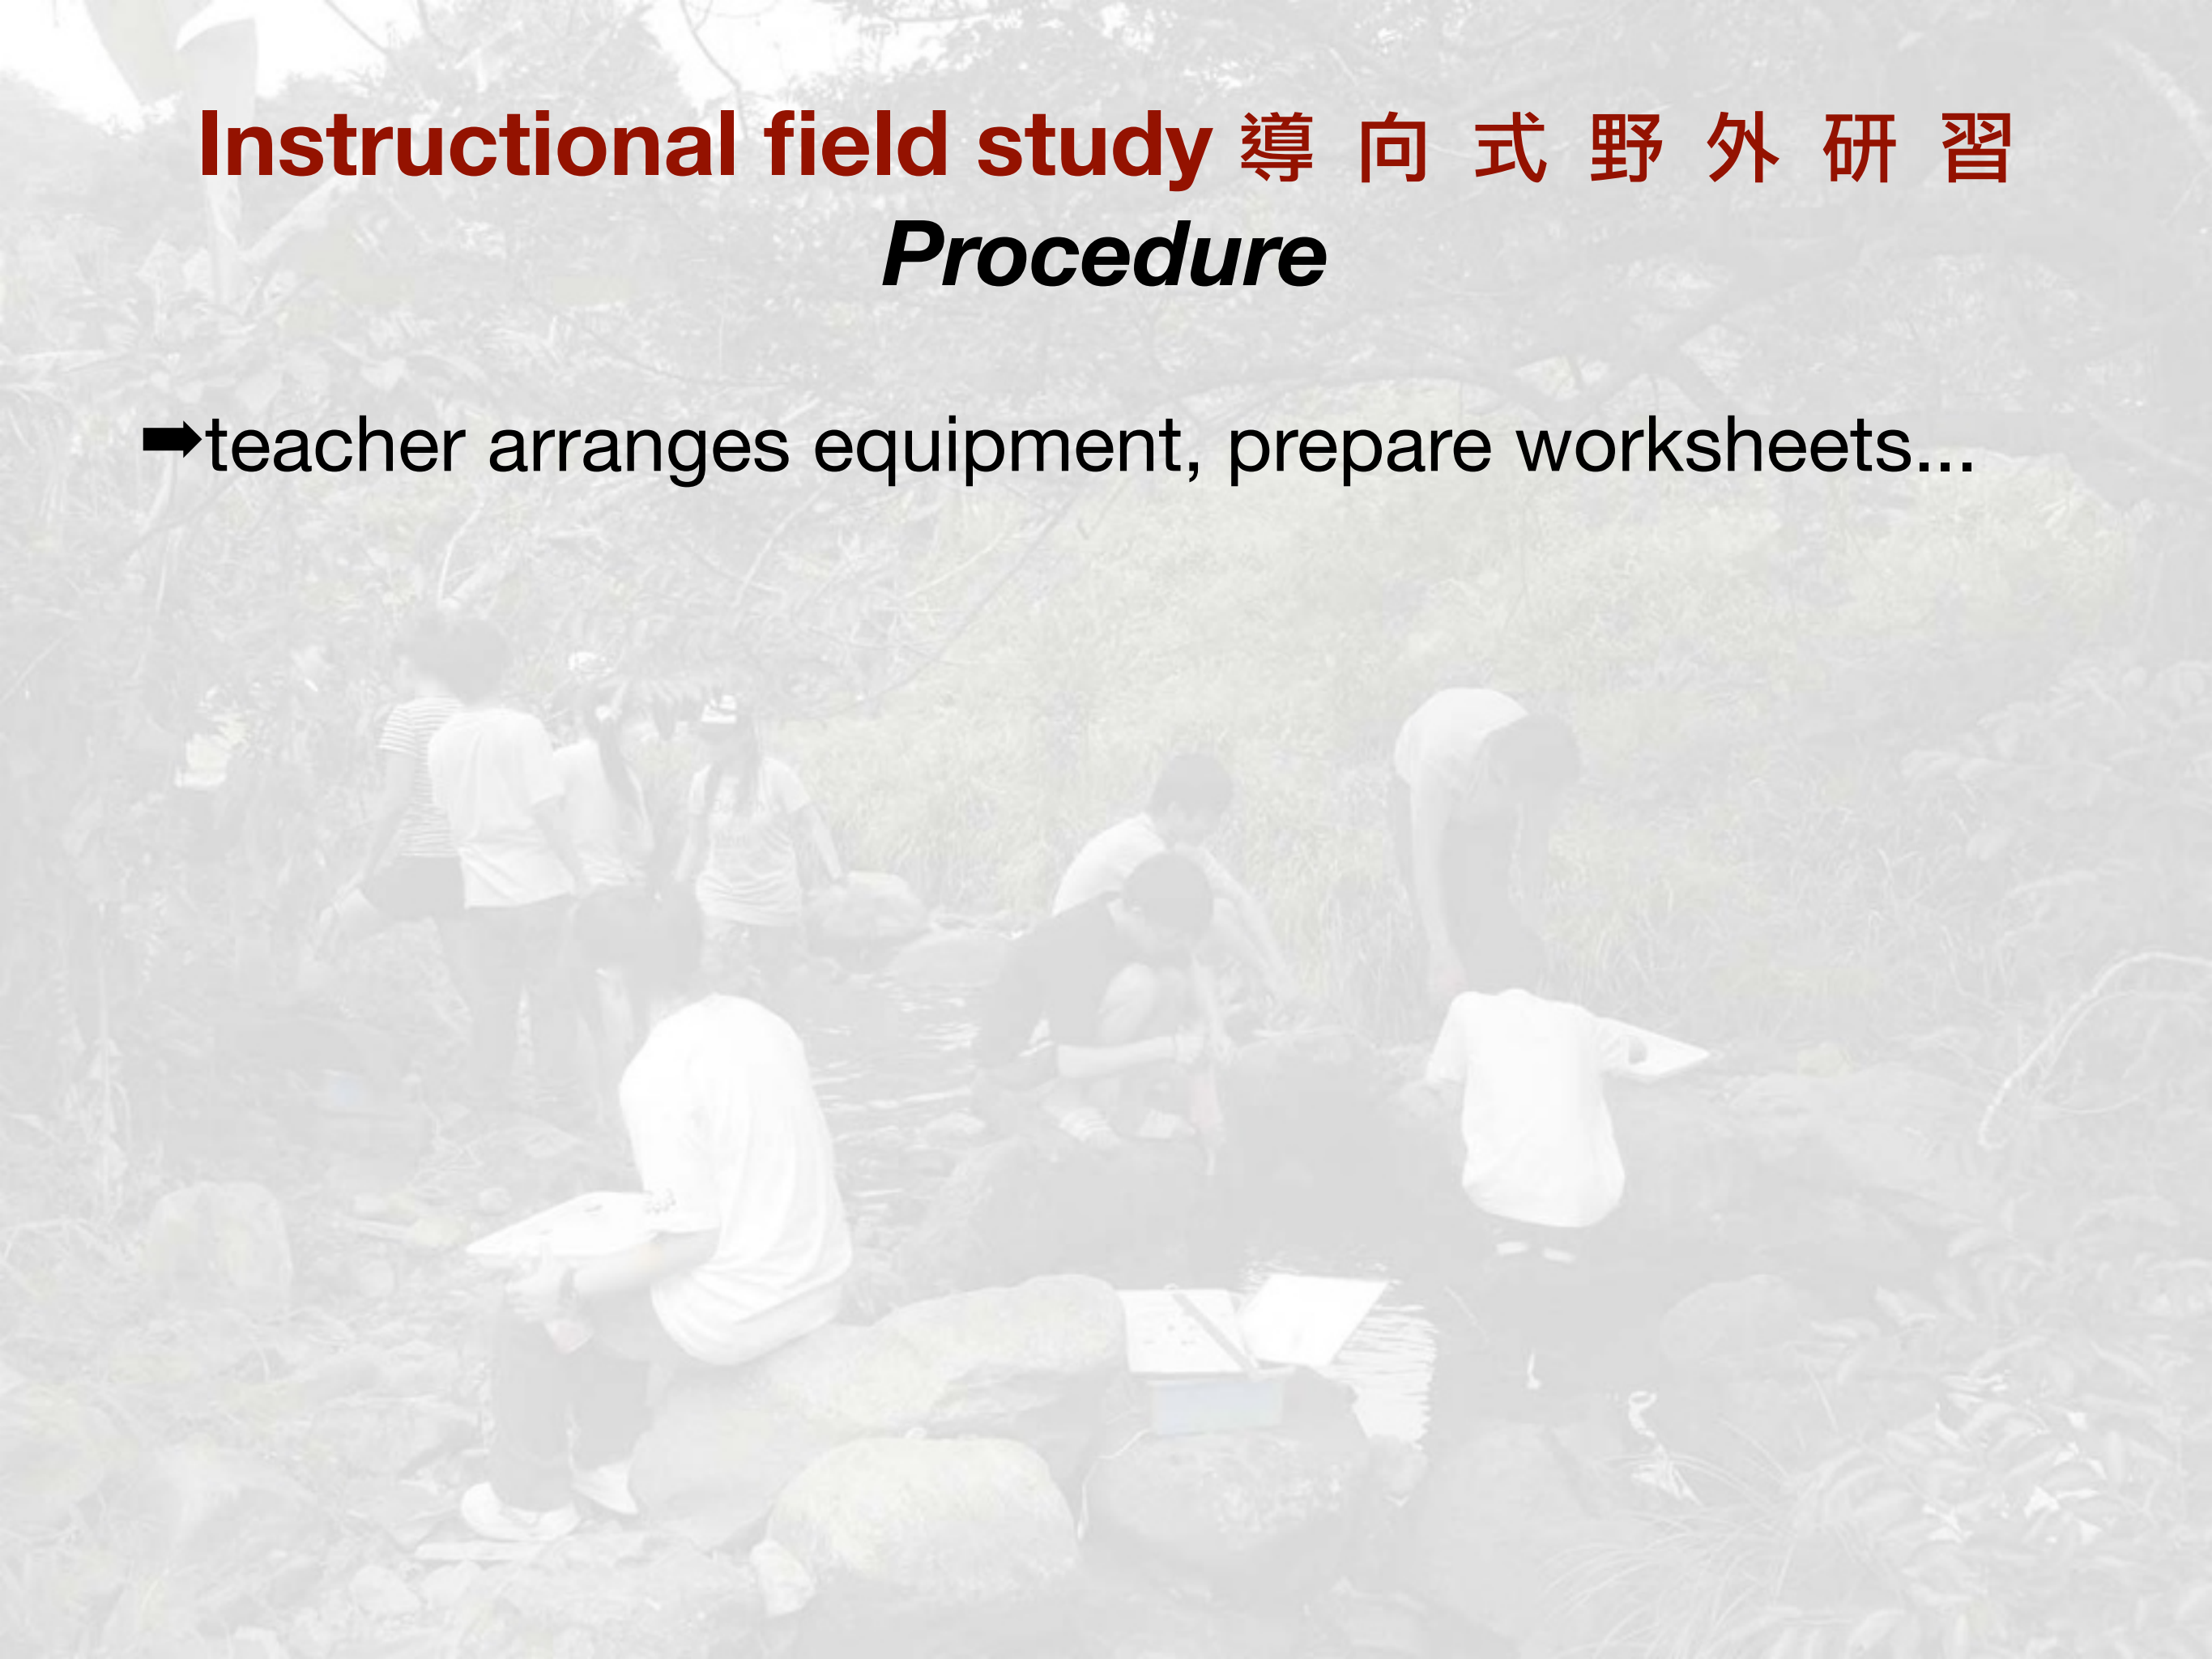 Instructional field study 導向式野外研習
Procedure
➡teacher arranges equipment, prepare worksheets...